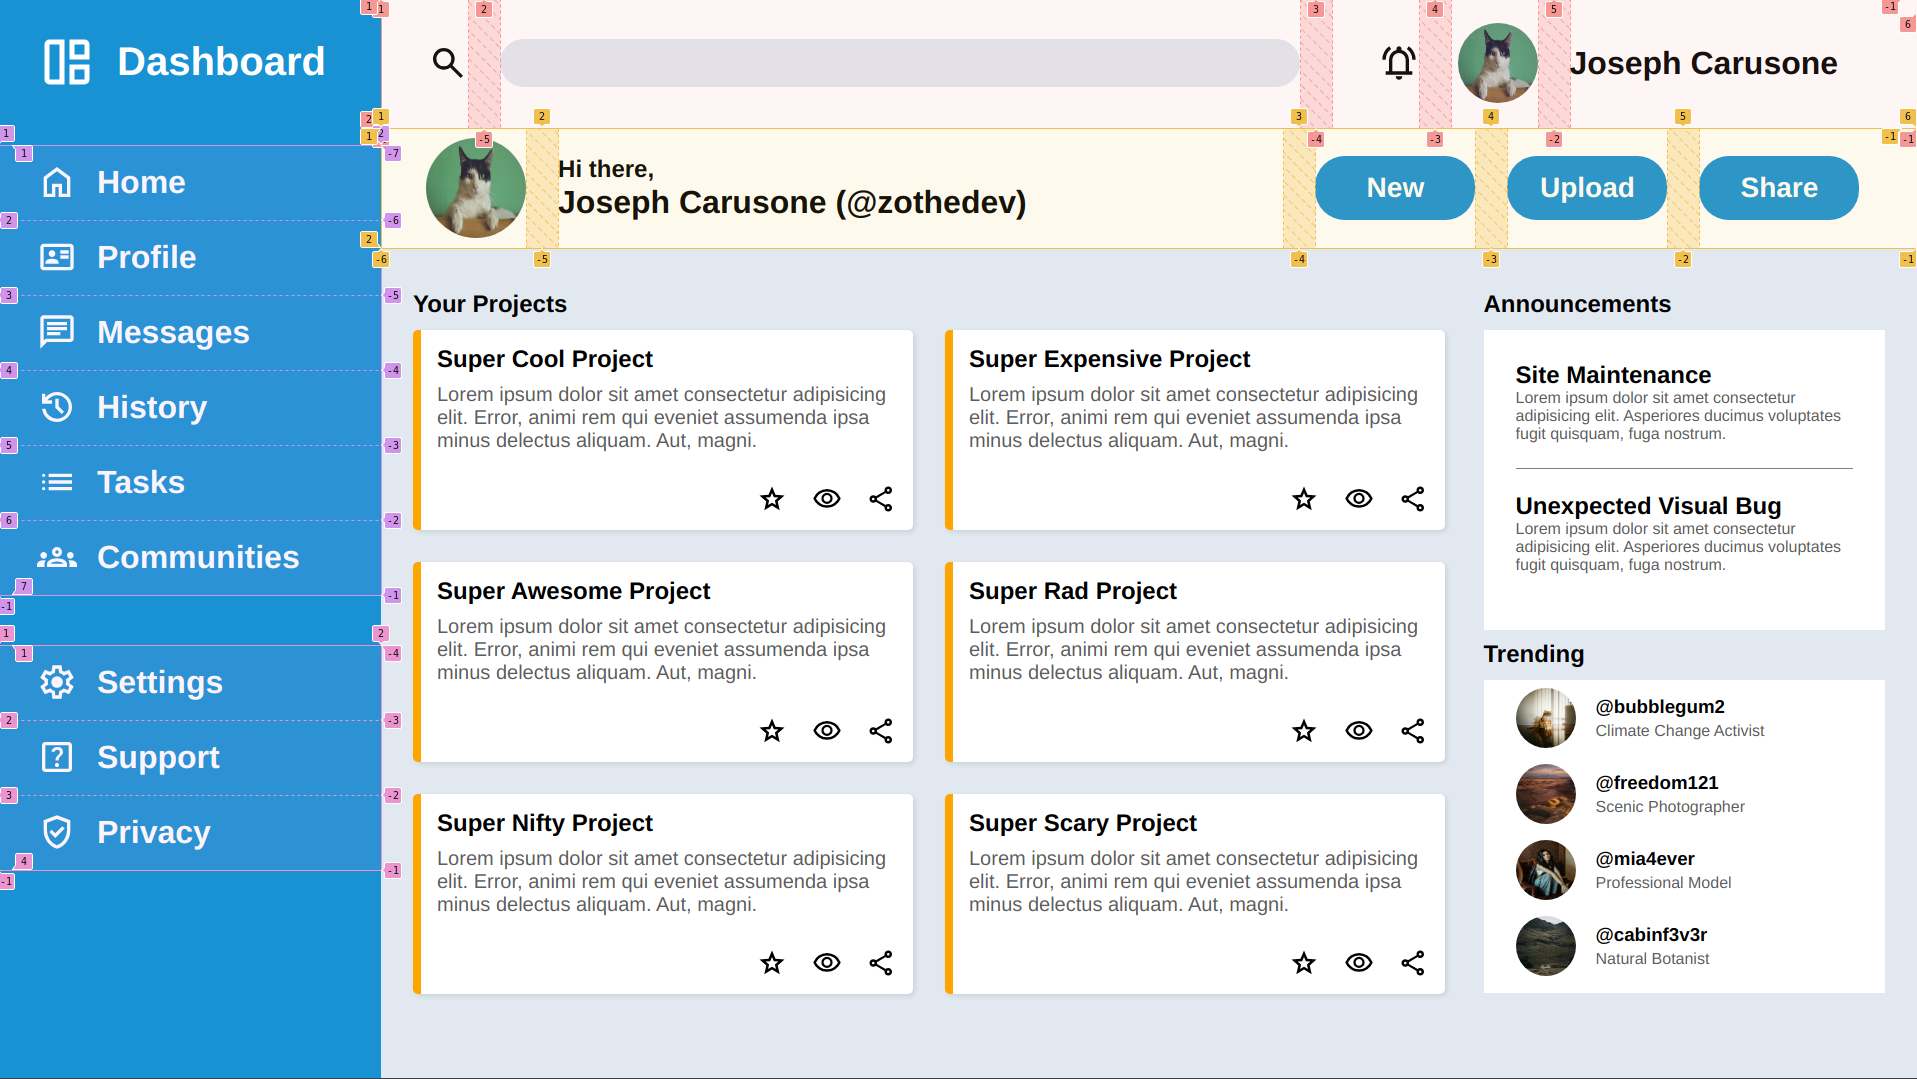 Dashboard
Home
Profile
Messages
History
Tasks
Communities
Settings
Support
Privacy
Joseph Carusone
Hi there,
Joseph Carusone (@zothedev)
New
Upload
Share
Your Projects
Super Cool Project
Lorem ipsum dolor sit amet consectetur adipisicing
elit. Error, animi rem qui eveniet assumenda ipsa
minus delectus aliquam. Aut, magni.
Super Expensive Project
Lorem ipsum dolor sit amet consectetur adipisicing
elit. Error, animi rem qui eveniet assumenda ipsa
minus delectus aliquam. Aut, magni.
Super Awesome Project
Lorem ipsum dolor sit amet consectetur adipisicing
elit. Error, animi rem qui eveniet assumenda ipsa
minus delectus aliquam. Aut, magni.
Super Rad Project
Lorem ipsum dolor sit amet consectetur adipisicing
elit. Error, animi rem qui eveniet assumenda ipsa
minus delectus aliquam. Aut, magni.
Super Nifty Project
Lorem ipsum dolor sit amet consectetur adipisicing
elit. Error, animi rem qui eveniet assumenda ipsa
minus delectus aliquam. Aut, magni.
Super Scary Project
Lorem ipsum dolor sit amet consectetur adipisicing
elit. Error, animi rem qui eveniet assumenda ipsa
minus delectus aliquam. Aut, magni.
Announcements
Site Maintenance
Lorem ipsum dolor sit amet consectetur
adipisicing elit. Asperiores ducimus voluptates
fugit quisquam, fuga nostrum.
Unexpected Visual Bug
Lorem ipsum dolor sit amet consectetur
adipisicing elit. Asperiores ducimus voluptates
fugit quisquam, fuga nostrum.
Trending
@bubblegum2
Climate Change Activist
@freedom121
Scenic Photographer
@mia4ever
Professional Model
@cabinf3v3r
Natural Botanist